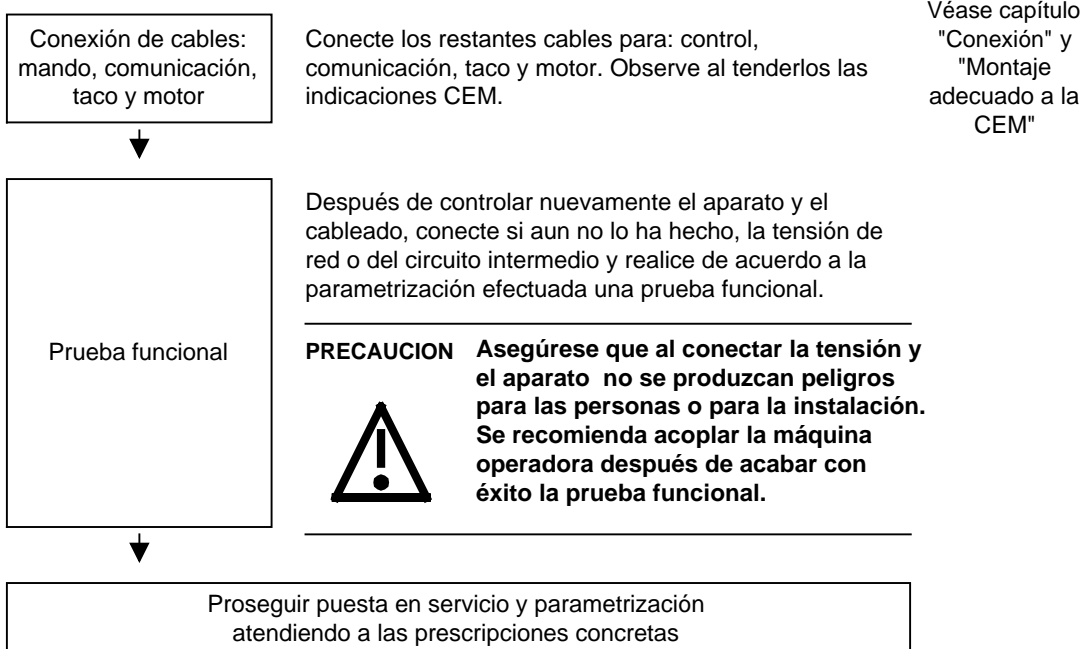 Conexión de cables:
mando, comunicación,
taco y motor
Conecte los restantes cables para: control,
comunicación, taco y motor. Observe al tenderlos las
indicaciones CEM.
Véase capítulo
"Conexión" y
"Montaje
adecuado a la
CEM"
Prueba funcional
Después de controlar nuevamente el aparato y el
cableado, conecte si aun no lo ha hecho, la tensión de
red o del circuito intermedio y realice de acuerdo a la
parametrización efectuada una prueba funcional.
PRECAUCION
Asegúrese que al conectar la tensión y
el aparato no se produzcan peligros
para las personas o para la instalación.
Se recomienda acoplar la máquina
operadora después de acabar con
éxito la prueba funcional.
Proseguir puesta en servicio y parametrización
atendiendo a las prescripciones concretas